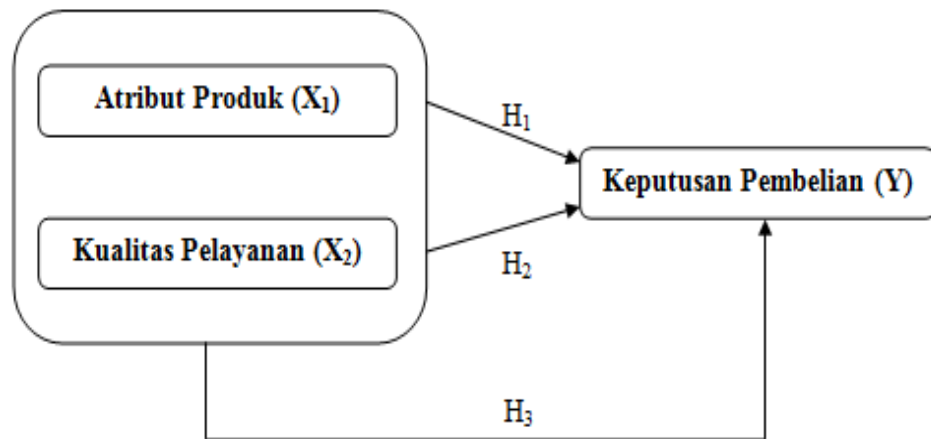 Atribut Produk (X₁)
H₁
Keputusan Pembelian (Y)
Kualitas Pelayanan (X₂)
H₂
H₃